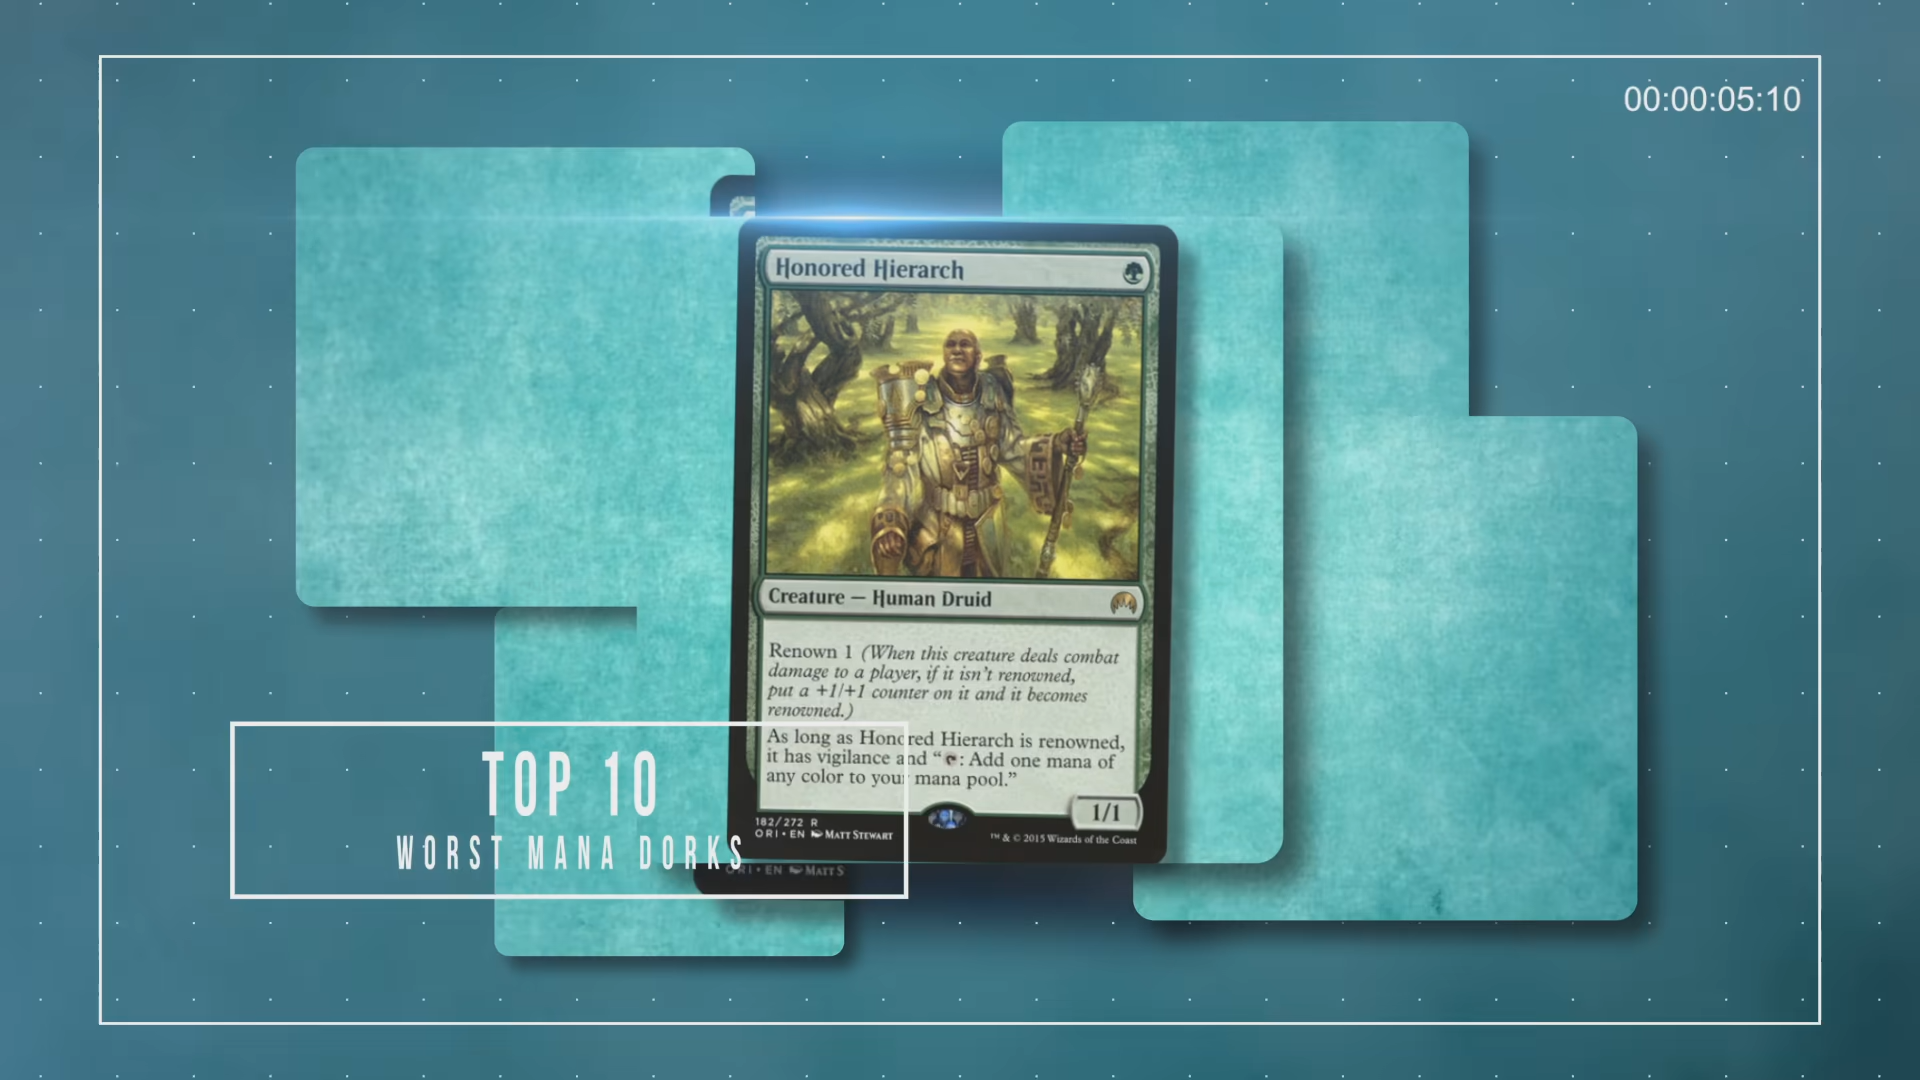 00:00:05:10
Honored Hierarch
Creature — Human Druid
Renown 1 (When this creature deals combat
damage to a player, if it isn't renowned,
put a +1/+1 counter on it and it becomes
renowned.)
As long as Honored Hierarch is renowned,
it has vigilance and “: Add one mana of
any color to your mana pool.”
1/1
182/272 R
ORI • EN Matt Stewart
™ & © 2015 Wizards of the Coast
TOP 10
WORST MANA DORKS
ORI • EN Matt S